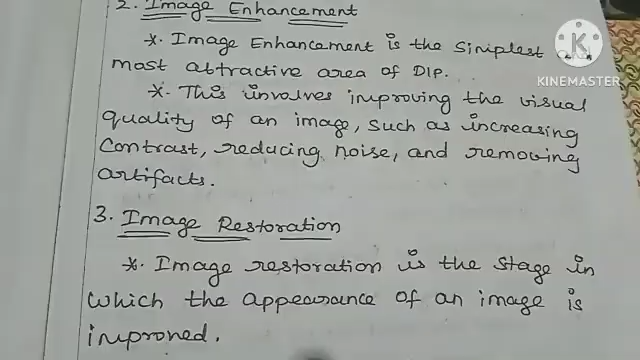 2. Image Enhancement
*. Image Enhancement is the Simplest
most attractive area of DIP.
*. This involves improving the visual
quality of an image, such as increasing
Contrast, reducing noise, and removing
artifacts.
3. Image Restoration
*. Image restoration is the stage in
which the appearance of an image is
improved.
KINEMASTER